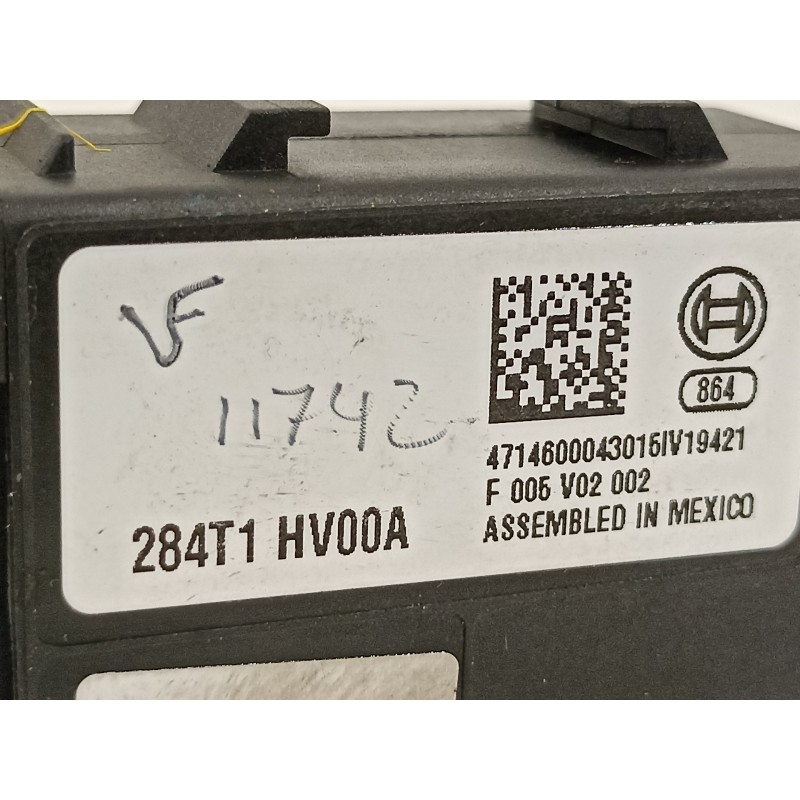 VF
11742
864
4714600043015IV19421
F 005 V02 002
ASSEMBLED IN MEXICO
284T1 HV00A